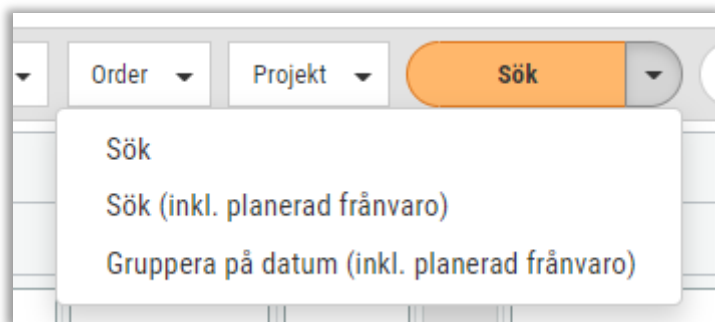 Order Projekt Sök
Sök
Sök (inkl. planerad frånvaro)
Gruppera på datum (inkl. planerad frånvaro)